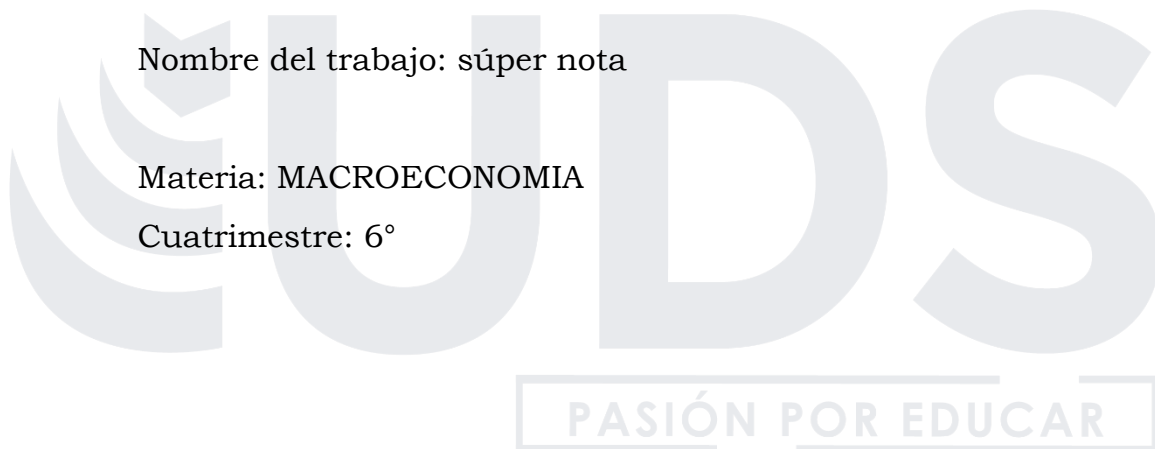 Nombre del trabajo: súper nota
Materia: MACROECONOMIA
Cuatrimestre: 6°
UDS
PASIÓN POR EDUCAR